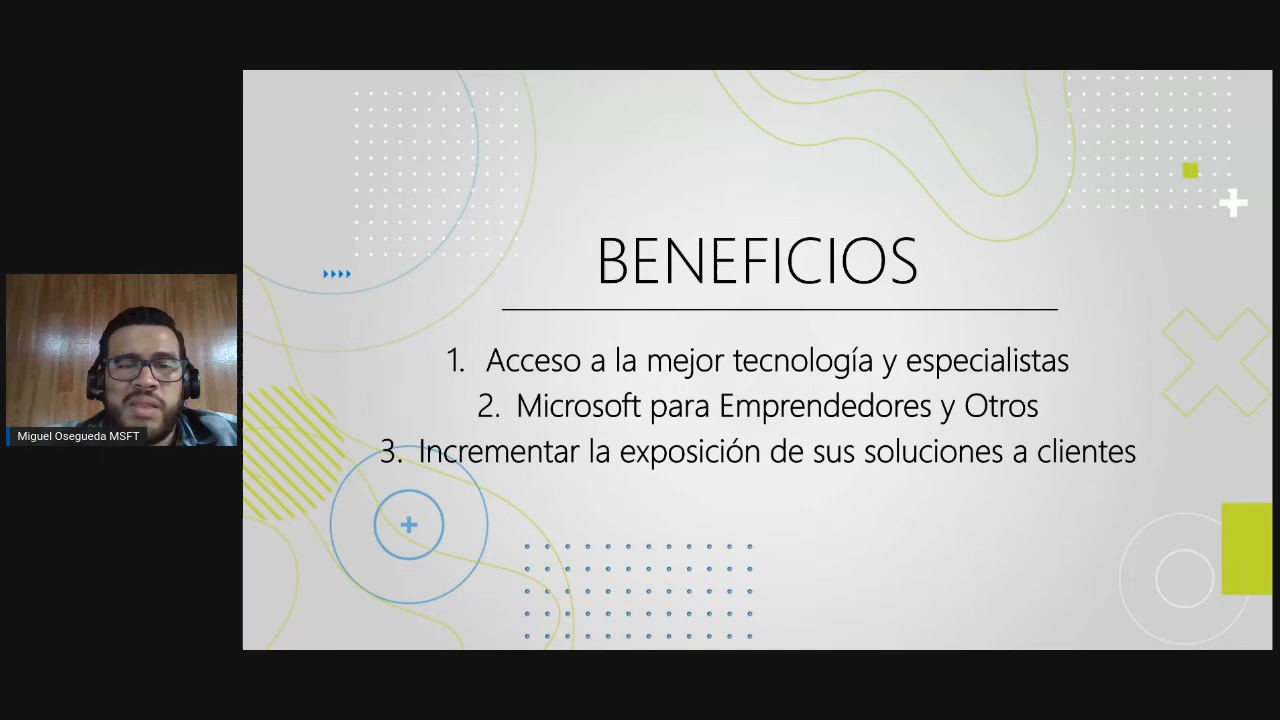 BENEFICIOS
1. Acceso a la mejor tecnología y especialistas
2. Microsoft para Emprendedores y Otros
3. Incrementar la exposición de sus soluciones a clientes
Miguel Osegueda MSFT